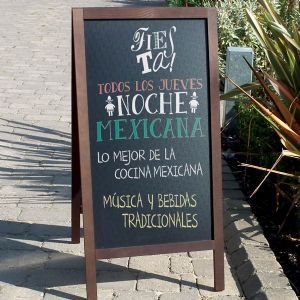 FIES
Ta!
TODOS LOS JUEVES
NOCHE
MEXICANA
LO MEJOR DE LA
COCINA MEXICANA
MÚSICA Y BEBIDAS
TRADICIONALES